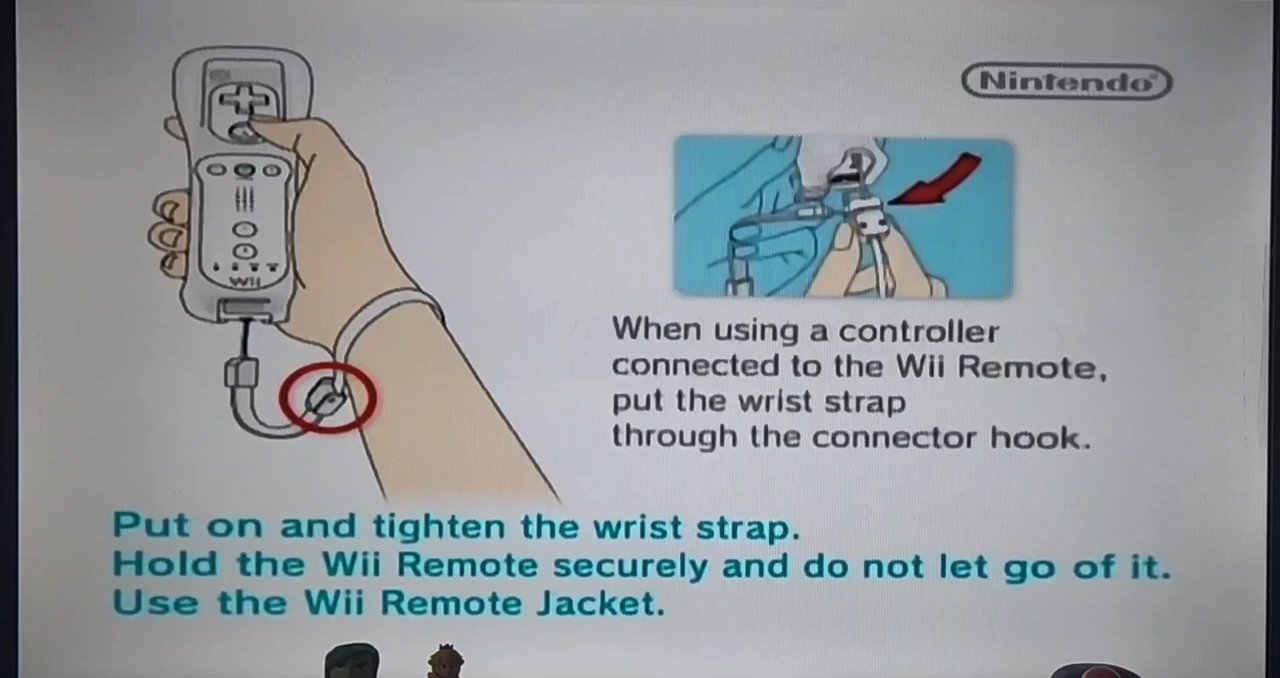 Nintendo®
When using a controller
connected to the Wii Remote,
put the wrist strap
through the connector hook.
Wii
Put on and tighten the wrist strap.
Hold the Wii Remote securely and do not let go of it.
Use the Wii Remote Jacket.